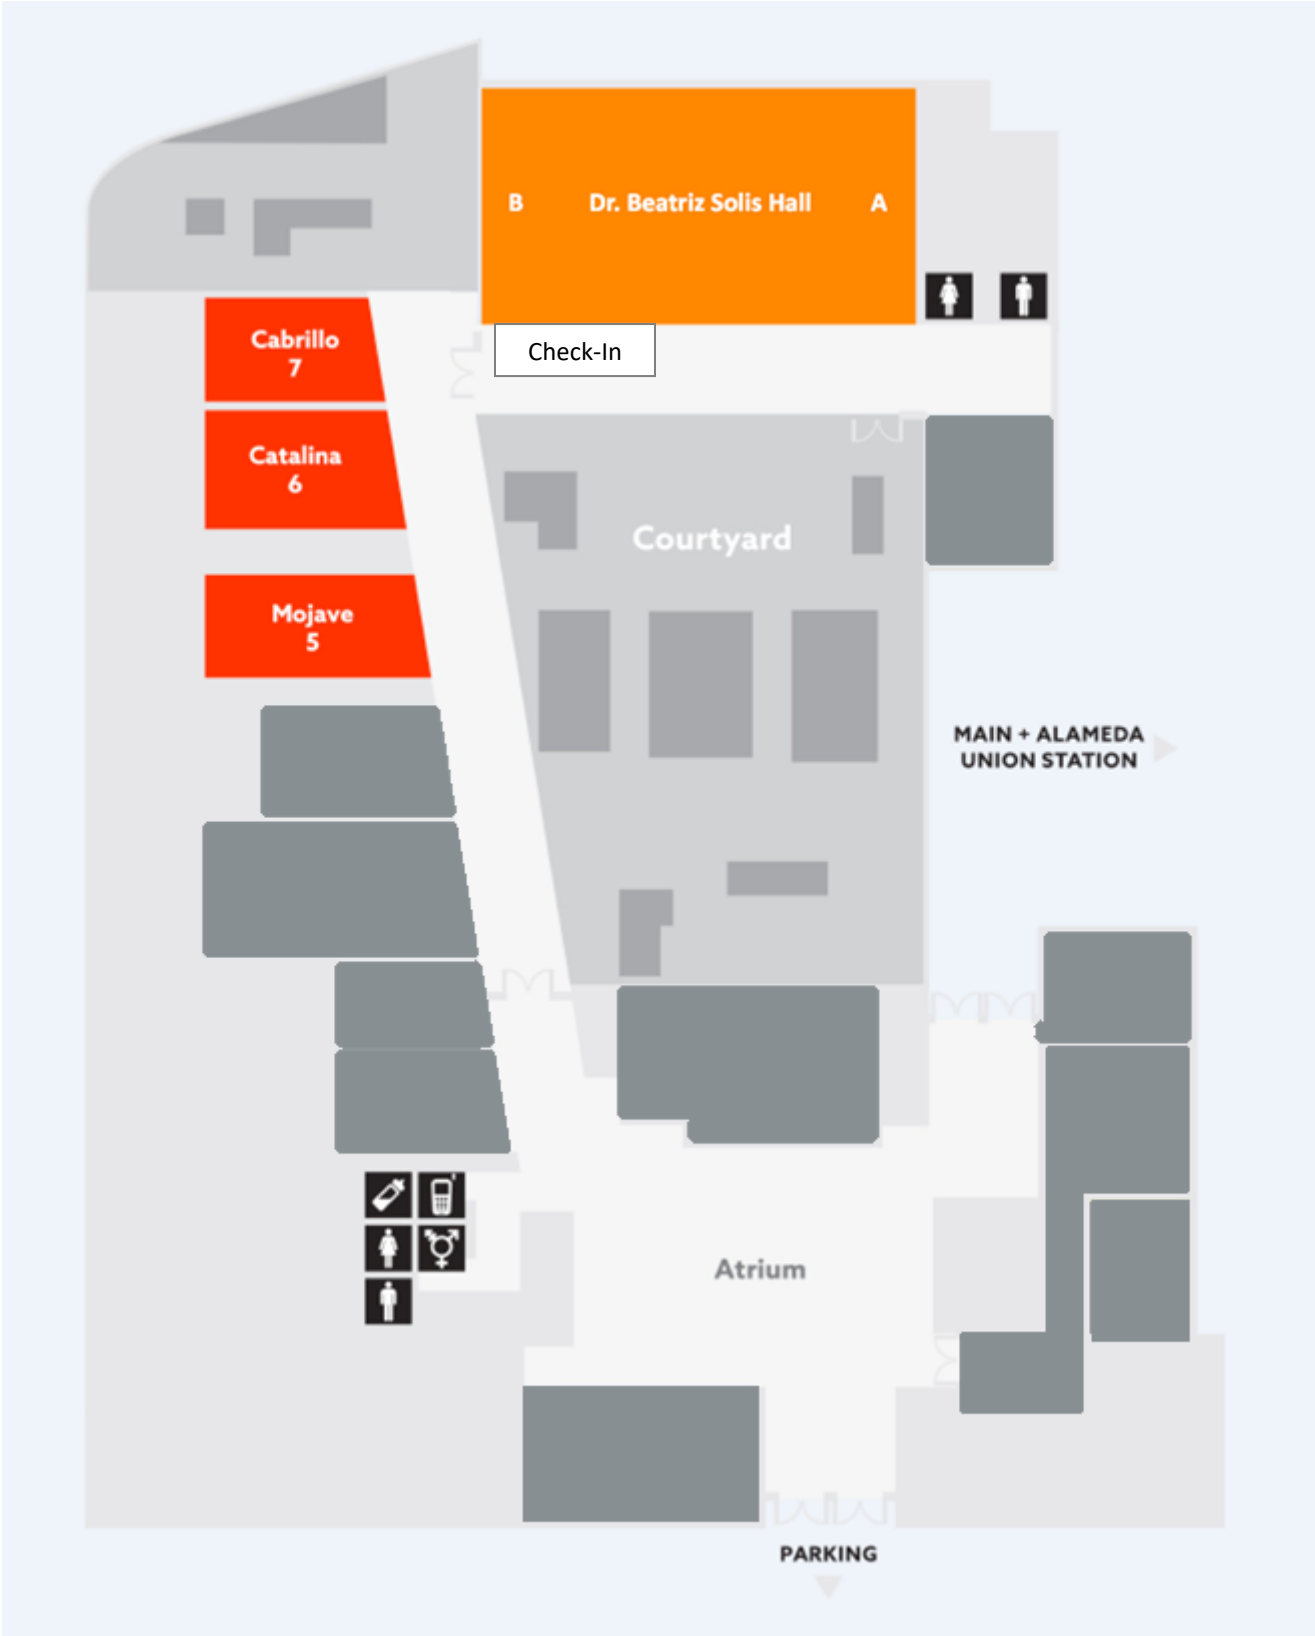 B Dr. Beatriz Solis Hall A
Cabrillo
7
Check-In
Catalina
6
Courtyard
Mojave
5
MAIN + ALAMEDA
UNION STATION
Atrium
PARKING